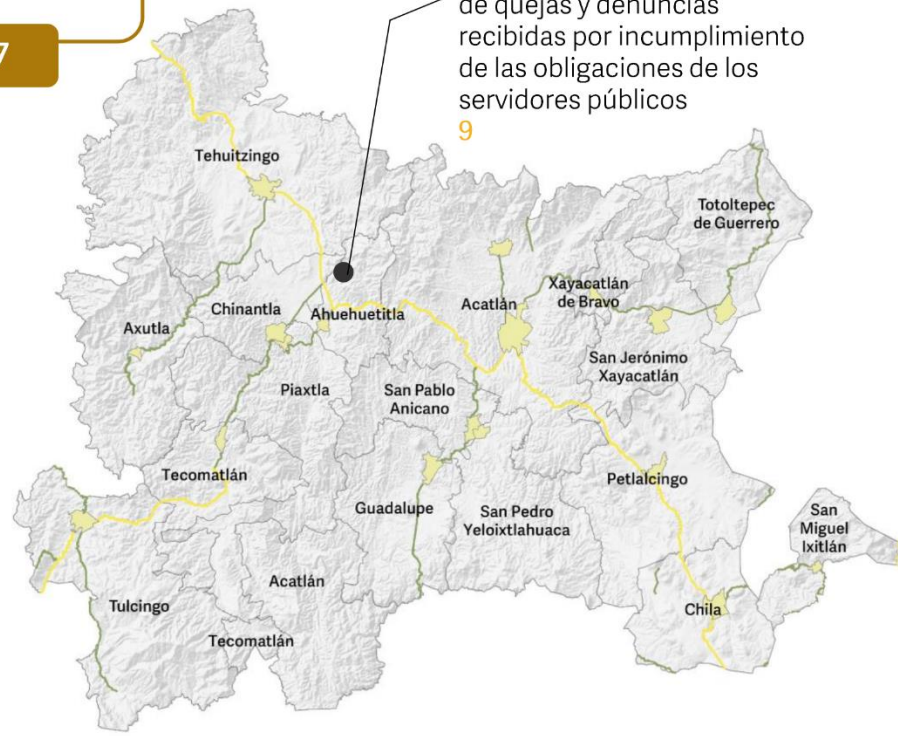 7
de quejas y denuncias
recibidas por incumplimiento
de las obligaciones de los
servidores públicos
9
Tehuitzingo
Totoltepec
de Guerrero
Xayacatlán
de Bravo
Chinantla
Acatlán
Ahuehuetitla
Axutla
San Jerónimo
Xayacatlán
Piaxtla
San Pablo
Anicano
Tecomatlán
Petlalcingo
Guadalupe
San Pedro
Yeloixtlahuaca
San
Miguel
Ixitlán
Acatlán
Tulcingo
Chila
Tecomatlán